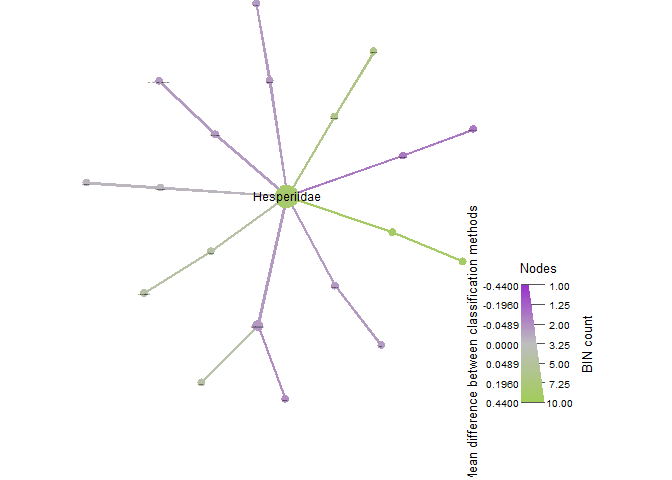 Hesperiidae
Mean difference between classification methods
Nodes
-0.4400 1.00
-0.1960 1.25
-0.0489 2.00
0.0000 3.25
0.0489 5.00
0.1960 7.25
0.4400 10.00
BIN count